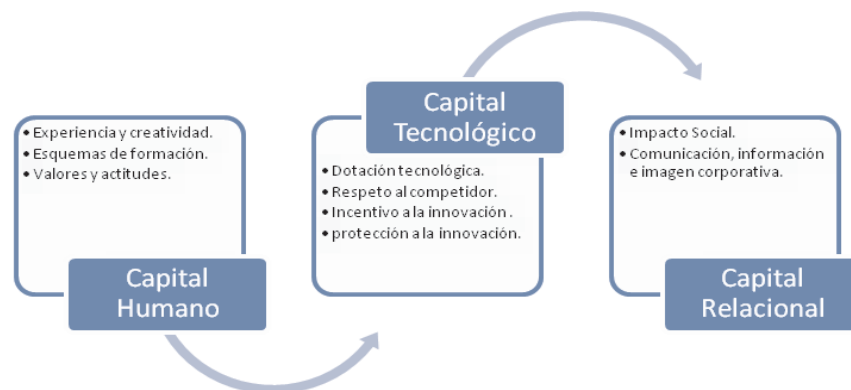 • Experiencia y creatividad.
• Esquemas de formación.
• Valores y actitudes.
Capital
Humano
Capital
Tecnológico
• Dotación tecnológica.
• Respeto al competidor.
• Incentivo a la innovación .
• protección a la innovación.
• Impacto Social.
• Comunicación, información
e imagen corporativa.
Capital
Relacional